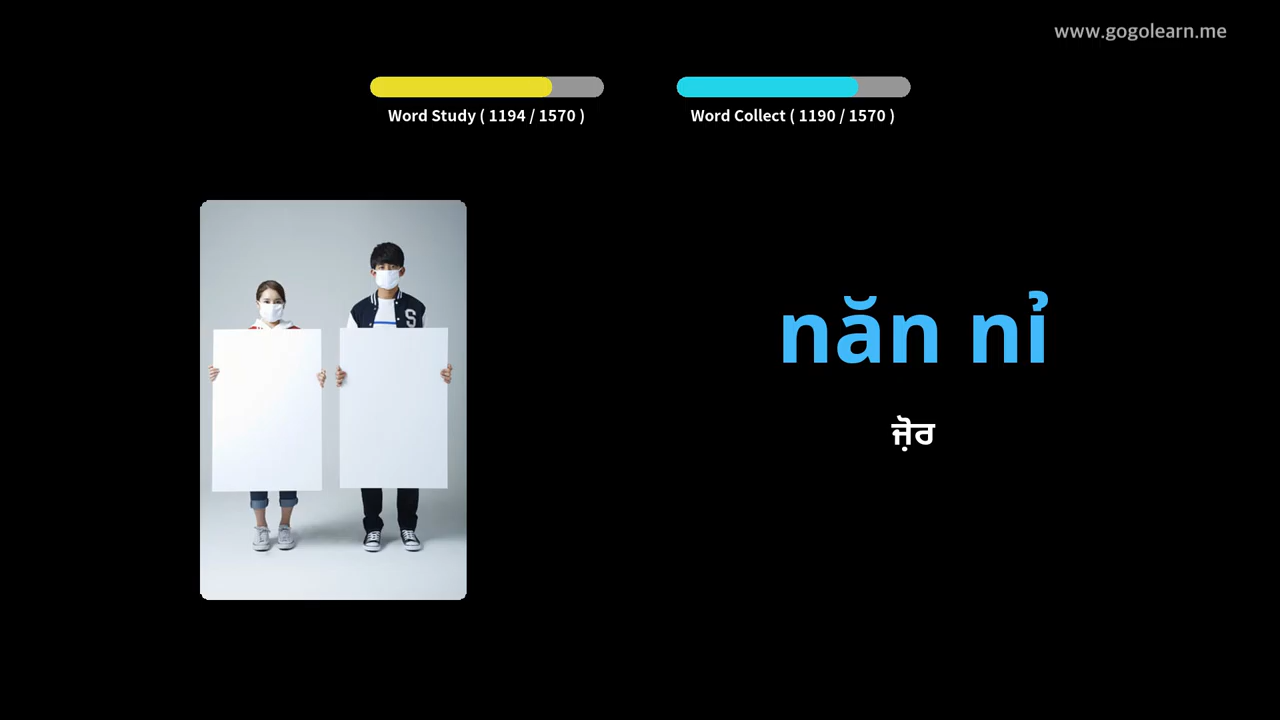 www.gogolearn.me
Word Study ( 1194 / 1570 )
Word Collect ( 1190 / 1570 )
S
năn nỉ
ਜ਼ੋਰ